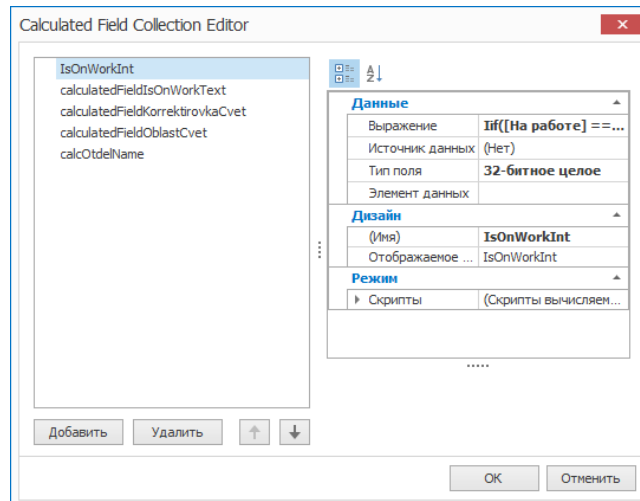 Calculated Field Collection Editor
IsOnWorkInt
calculatedFieldIsOnWorkText
calculatedFieldKorrektirovkaCvet
calculatedFieldOblastCvet
calcOtdelName
Данные
Выражение Iif([На работе] ==...
Источник данных (Нет)
Тип поля 32-битное целое
Элемент данных
Дизайн
(Имя) IsOnWorkInt
Отображаемое ... IsOnWorkInt
Режим
Скрипты (Скрипты вычисляем...
Добавить Удалить
OK Отменить